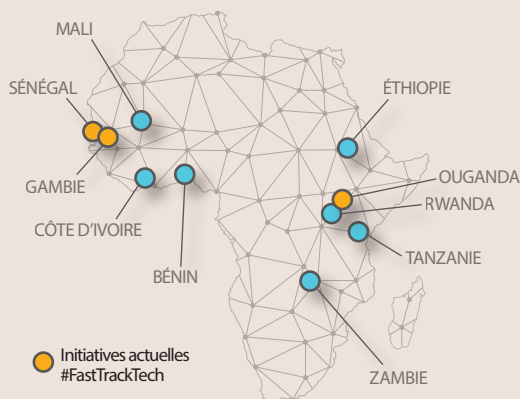 MALI
SÉNÉGAL
ÉTHIOPIE
OUGANDA
GAMBIE
RWANDA
CÔTE D'IVOIRE
TANZANIE
BÉNIN
Initiatives actuelles
#FastTrackTech
ZAMBIE